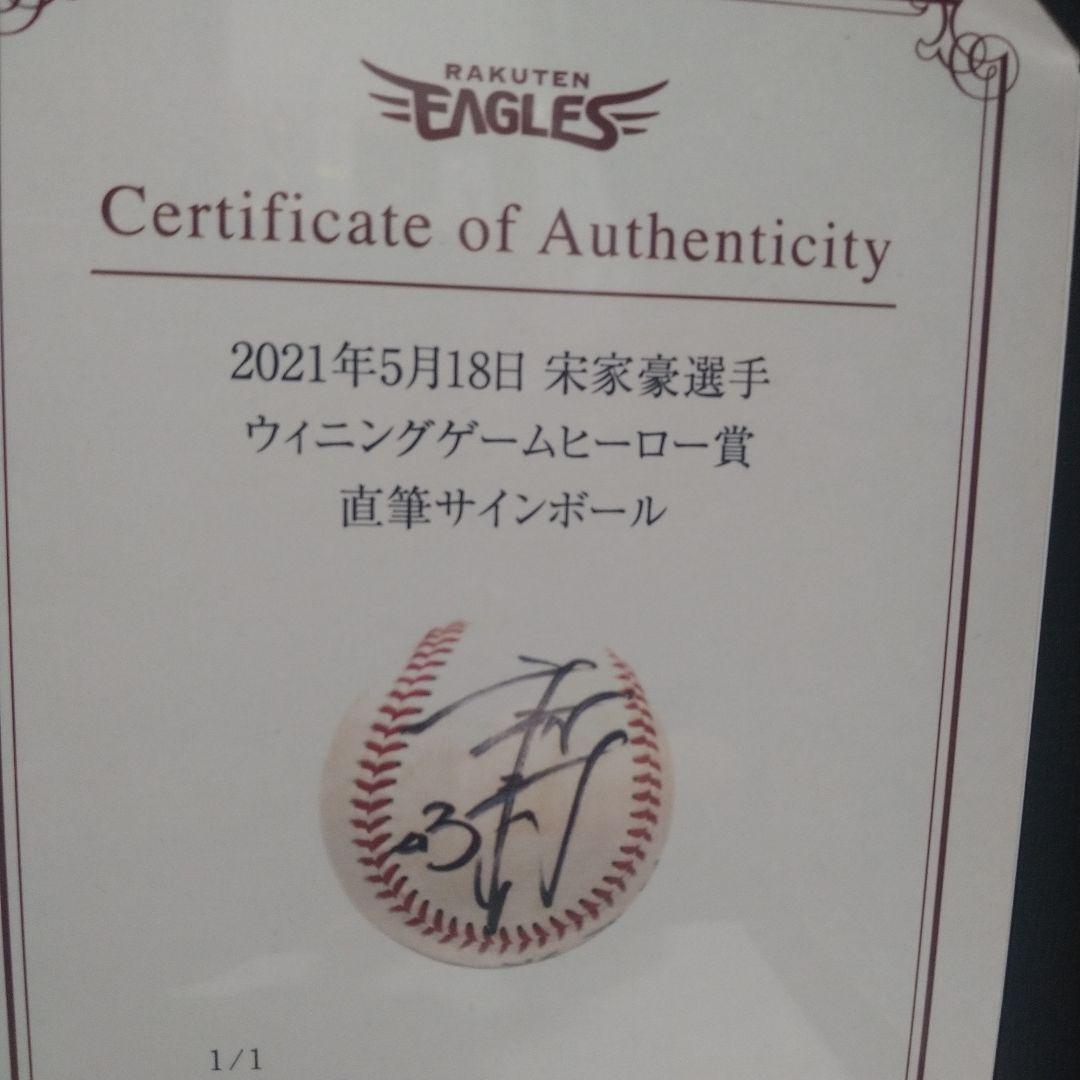 RAKUTEN
EAGLES
Certificate of Authenticity
2021年5月18日 宋家豪選手
ウィニングゲームヒーロー賞
直筆サインボール
1/1